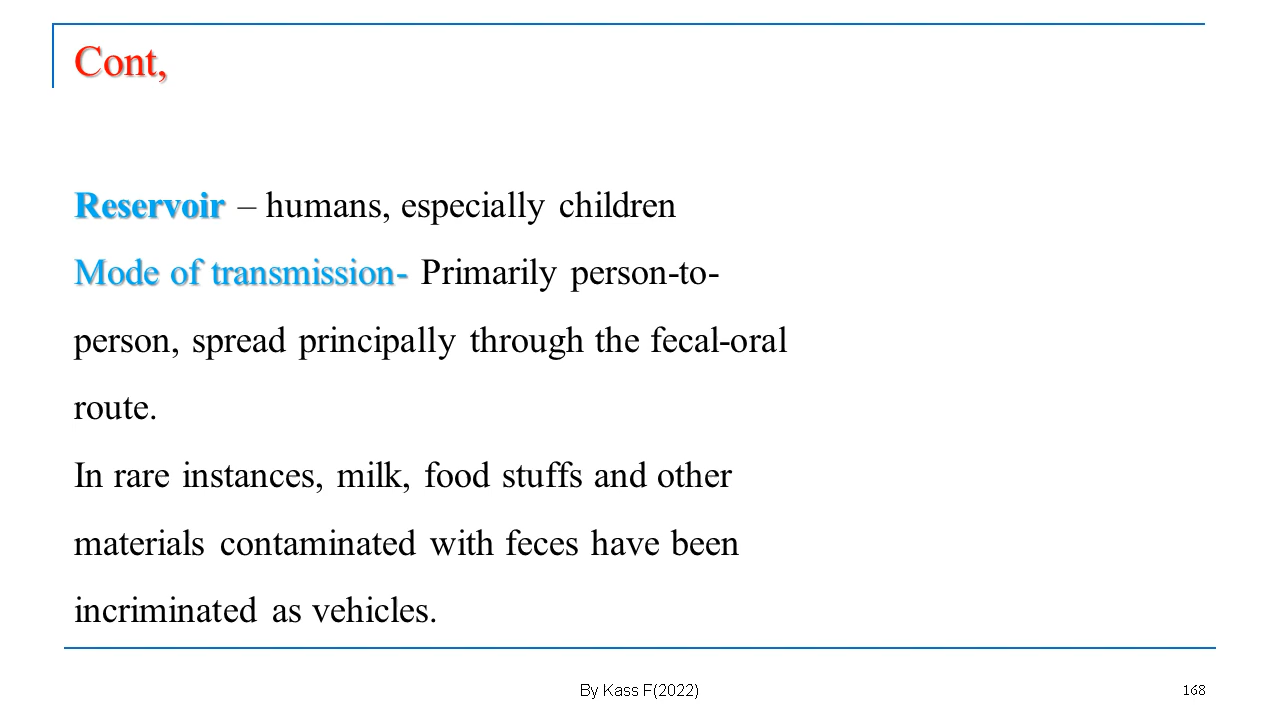 Cont,
Reservoir – humans, especially children
Mode of transmission- Primarily person-to-
person, spread principally through the fecal-oral
route.
In rare instances, milk, food stuffs and other
materials contaminated with feces have been
incriminated as vehicles.
By Kass F(2022)
168